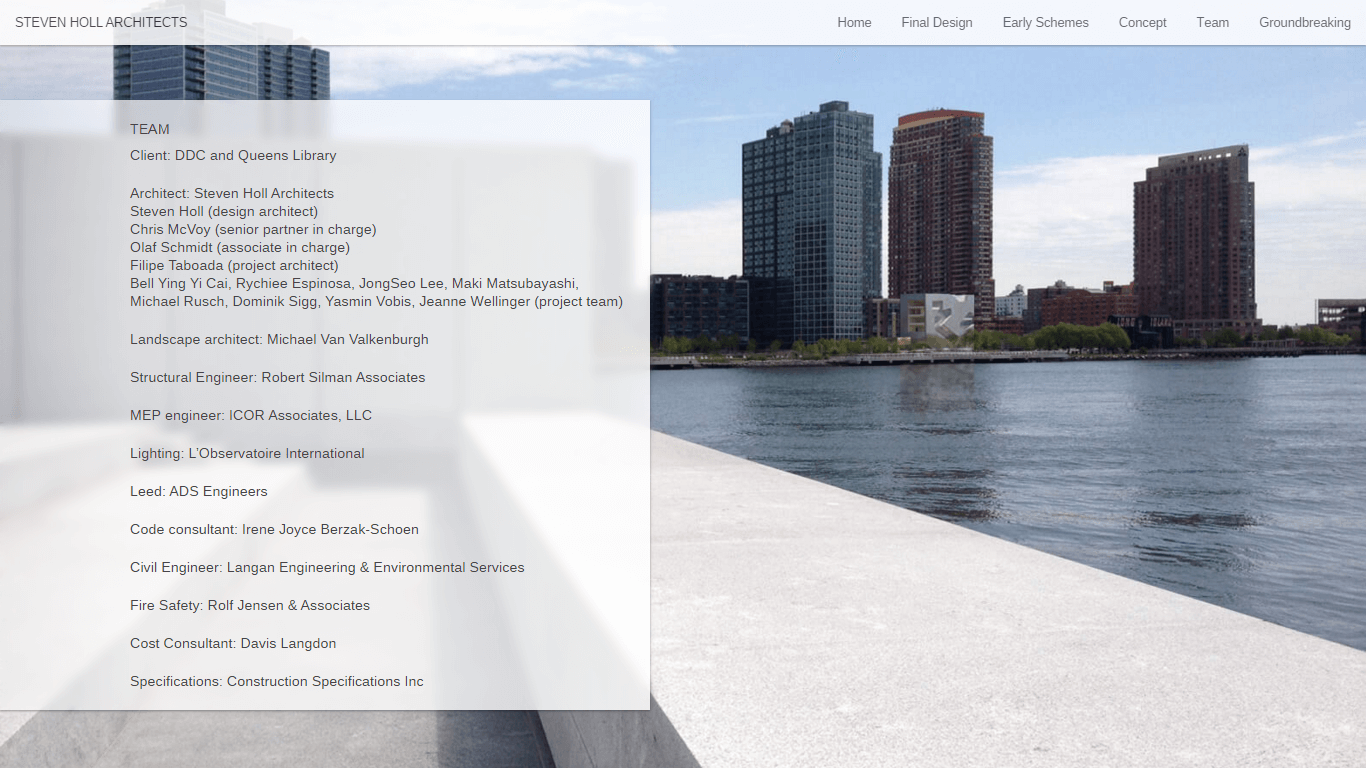 STEVEN HOLL ARCHITECTS
Home
Final Design
Early Schemes
Concept
Team
Groundbreaking
TEAM
Client: DDC and Queens Library
Architect: Steven Holl Architects
Steven Holl (design architect)
Chris McVoy (senior partner in charge)
Olaf Schmidt (associate in charge)
Filipe Taboada (project architect)
Bell Ying Yi Cai, Rychiee Espinosa, JongSeo Lee, Maki Matsubayashi,
Michael Rusch, Dominik Sigg, Yasmin Vobis, Jeanne Wellinger (project team)
Landscape architect: Michael Van Valkenburgh
Structural Engineer: Robert Silman Associates
MEP engineer: ICOR Associates, LLC
Lighting: L’Observatoire International
Leed: ADS Engineers
Code consultant: Irene Joyce Berzak-Schoen
Civil Engineer: Langan Engineering & Environmental Services
Fire Safety: Rolf Jensen & Associates
Cost Consultant: Davis Langdon
Specifications: Construction Specifications Inc